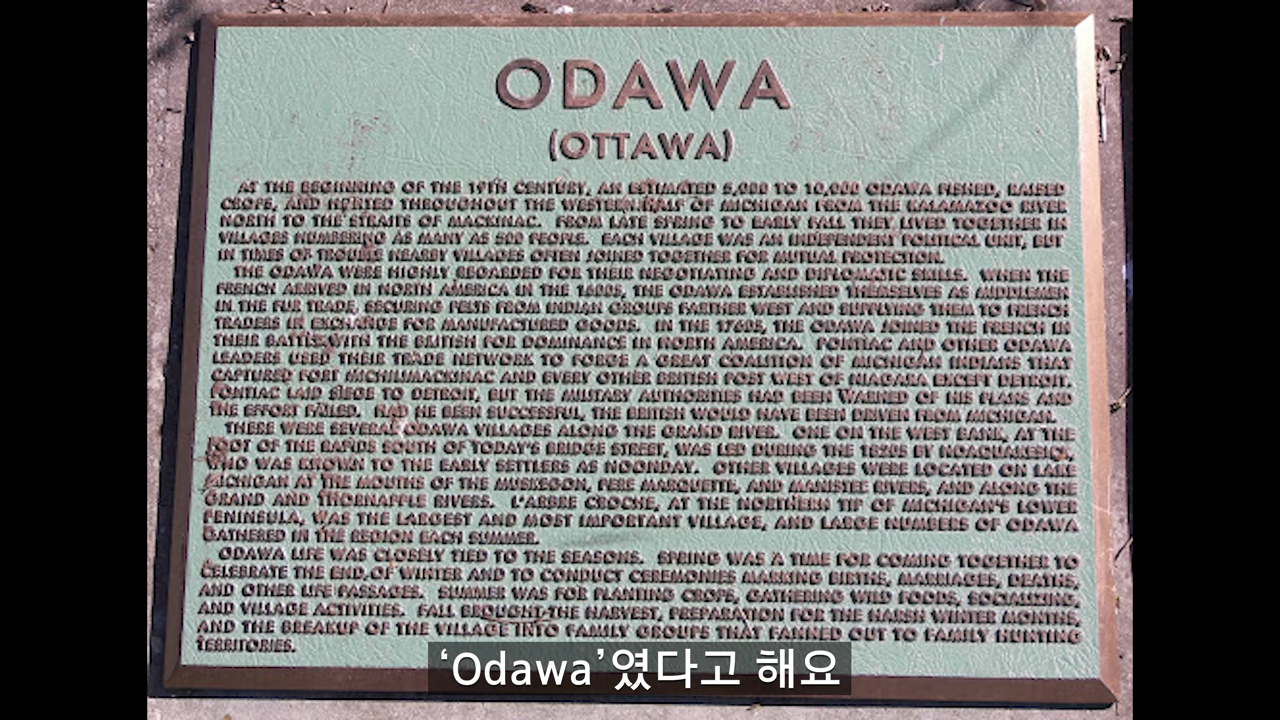 ODAWA
(OTTAWA)
AT THE BEGINNING OF THE 19TH CENTURY, AN ESTIMATED 5,000 TO 10,000 ODAWA FISHED, RAISED
CROPS, AND HUNTED THROUGHOUT THE WESTERN HALF OF MICHIGAN FROM THE KALAMAZOO RIVER
NORTH TO THE STRAITS OF MACKINAC. FROM LATE SPRING TO EARLY FALL THEY LIVED TOGETHER IN
VILLAGES NUMBERING AS MANY AS 500 PEOPLE. EACH VILLAGE WAS AN INDEPENDENT POLITICAL UNIT, BUT
IN TIMES OF TROUBLE NEARBY VILLAGES OFTEN JOINED TOGETHER FOR MUTUAL PROTECTION.
THE ODAWA WERE HIGHLY REGARDED FOR THEIR NEGOTIATING AND DIPLOMATIC SKILLS. WHEN THE
FRENCH ARRIVED IN NORTH AMERICA IN THE 1600S, THE ODAWA ESTABLISHED THEMSELVES AS MIDDLEMEN
IN THE FUR TRADE, SECURING PELTS FROM INDIAN GROUPS FARTHER WEST AND SUPPLYING THEM TO FRENCH
TRADERS IN EXCHANGE FOR MANUFACTURED GOODS. IN THE 1760S, THE ODAWA JOINED THE FRENCH IN
THEIR BATTLE WITH THE BRITISH FOR DOMINANCE IN NORTH AMERICA. PONTIAC AND OTHER ODAWA
LEADERS USED THEIR TRADE NETWORK TO FORGE A GREAT COALITION OF MICHIGAN INDIANS THAT
CAPTURED FORT MICHILIMACKINAC AND EVERY OTHER BRITISH POST WEST OF NIAGARA EXCEPT DETROIT.
PONTIAC LAID SIEGE TO DETROIT, BUT THE MILITARY AUTHORITIES HAD BEEN WARNED OF HIS PLANS AND
THE EFFORT FAILED. HAD HE BEEN SUCCESSFUL, THE BRITISH WOULD HAVE BEEN DRIVEN FROM MICHIGAN.
THERE WERE SEVERAL ODAWA VILLAGES ALONG THE GRAND RIVER. ONE ON THE WEST BANK, AT THE
FOOT OF THE RAPIDS SOUTH OF TODAY'S BRIDGE STREET, WAS LED DURING THE 1820S BY NOAQUAKESICK,
WHO WAS KNOWN TO THE EARLY SETTLERS AS NOONDAY. OTHER VILLAGES WERE LOCATED ON LAKE
MICHIGAN AT THE MOUTHS OF THE MUSKEGON, PERE MARQUETTE, AND MANISTEE RIVERS, AND ALONG THE
GRAND AND THORNAPPLE RIVERS. L'ARBRE CROCHE, AT THE NORTHERN TIP OF MICHIGAN'S LOWER
PENINSULA, WAS THE LARGEST AND MOST IMPORTANT VILLAGE, AND LARGE NUMBERS OF ODAWA
GATHERED IN THE REGION EACH SUMMER.
ODAWA LIFE WAS CLOSELY TIED TO THE SEASONS. SPRING WAS A TIME FOR COMING TOGETHER TO
CELEBRATE THE END OF WINTER AND TO CONDUCT CEREMONIES MARKING BIRTHS, MARRIAGES, DEATHS,
AND OTHER LIFE PASSAGES. SUMMER WAS FOR PLANTING CROPS, GATHERING WILD FOODS, SOCIALIZING,
AND VILLAGE ACTIVITIES. FALL BROUGHT THE HARVEST, PREPARATION FOR THE HARSH WINTER MONTHS,
AND THE BREAKUP OF THE VILLAGE INTO FAMILY GROUPS THAT FANNED OUT TO FAMILY HUNTING
TERRITORIES.
‘Odawa’였다고 해요